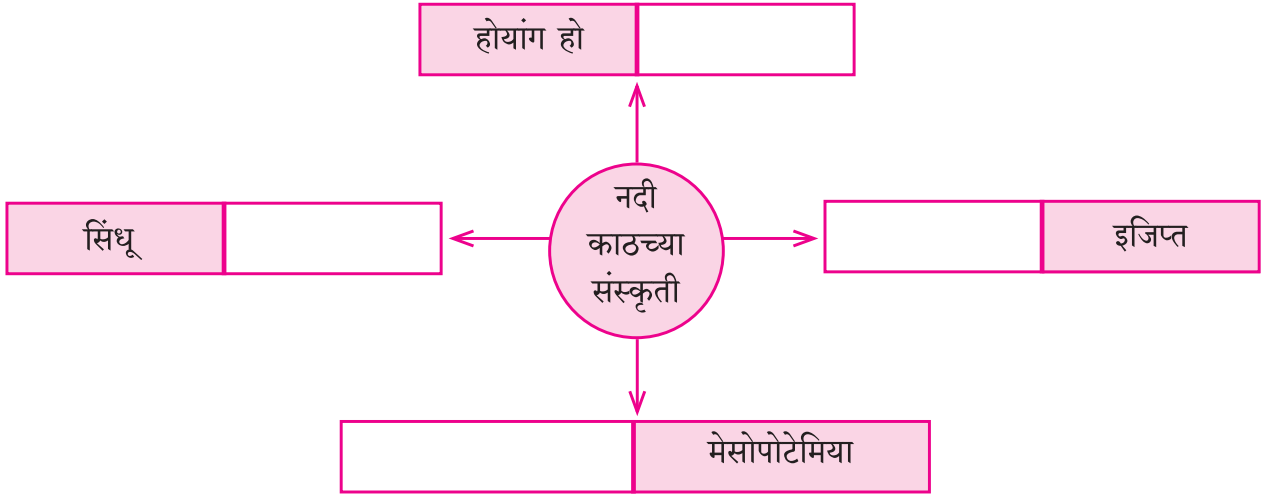 होयांग हो
सिंधू
नदी
काठच्या
संस्कृती
इजिप्त
मेसोपोटेमिया